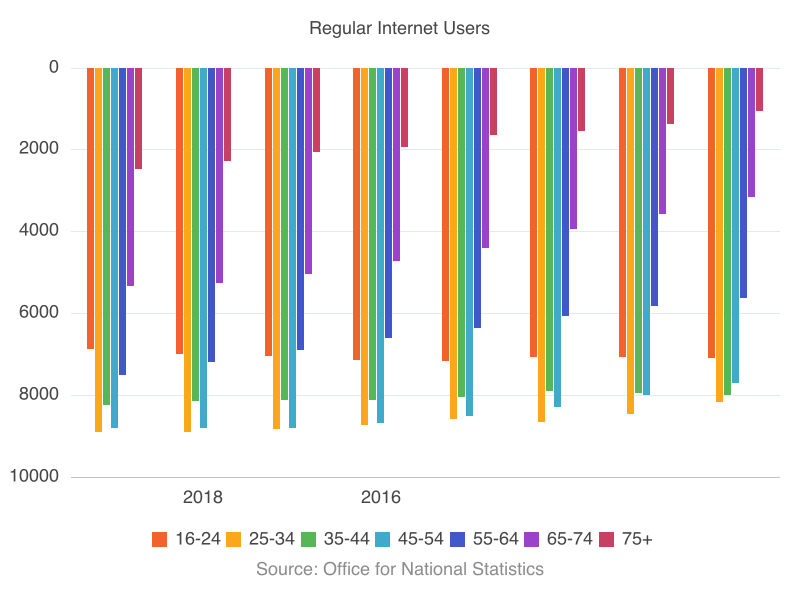 Regular Internet Users
0
2000
4000
6000
8000
10000
2018 2016
16-24 25-34 35-44 45-54 55-64 65-74 75+
Source: Office for National Statistics